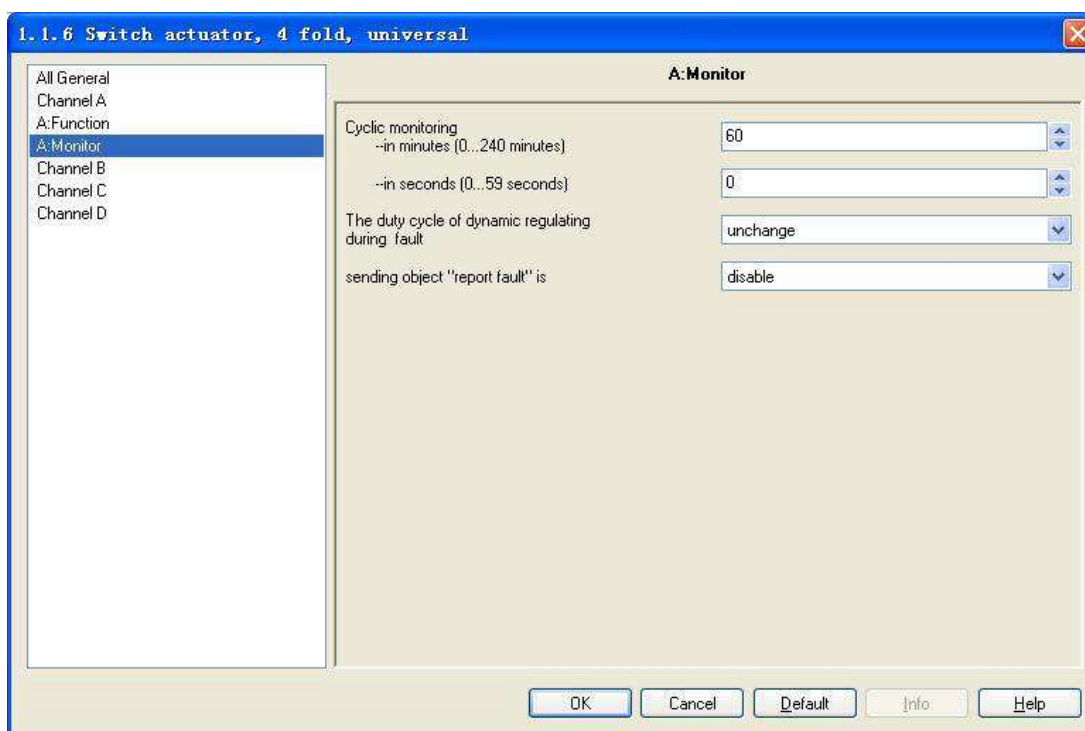 1.1.6 Switch actuator, 4 fold, universal
All General
Channel A
A:Function
A:Monitor
Channel B
Channel C
Channel D
A:Monitor
Cyclic monitoring
--in minutes (0...240 minutes)
60
--in seconds (0...59 seconds)
0
The duty cycle of dynamic regulating
during fault
unchange
sending object "report fault" is
disable
OK Cancel Default Info Help